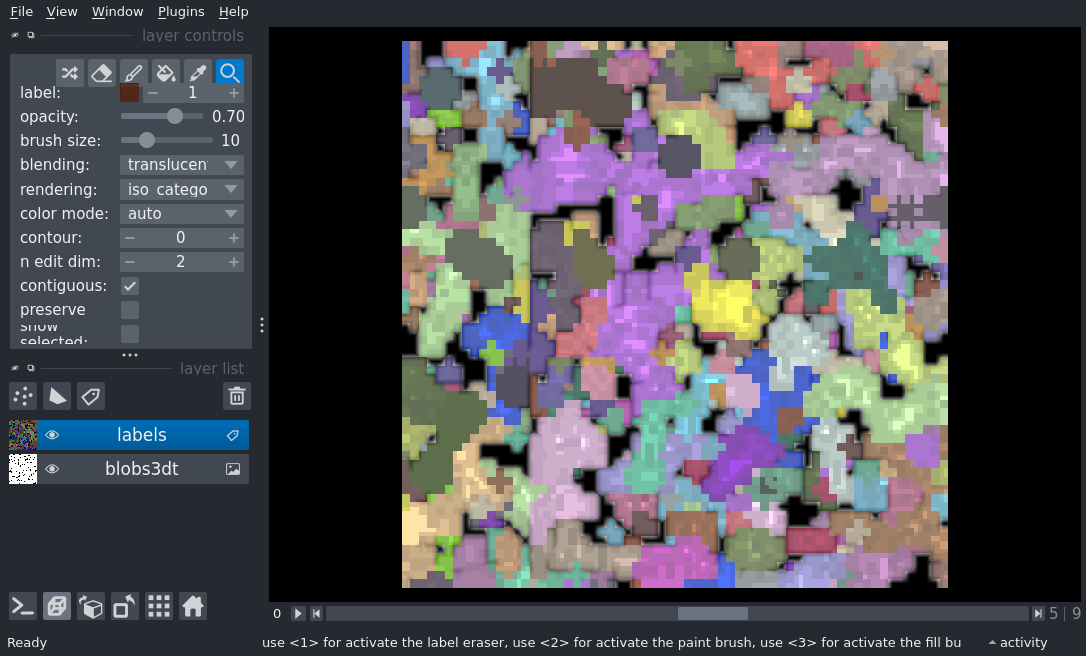 File View Window Plugins Help
layer controls
label: 1
opacity: 0.70
brush size: 10
blending: translucen
rendering: iso_catego
color mode: auto
contour: 0
n edit dim: 2
contiguous:
preserve
show
selected:
layer list
labels
blobs3dt
0 5 | 9
Ready use <1> for activate the label eraser, use <2> for activate the paint brush, use <3> for activate the fill bu activity